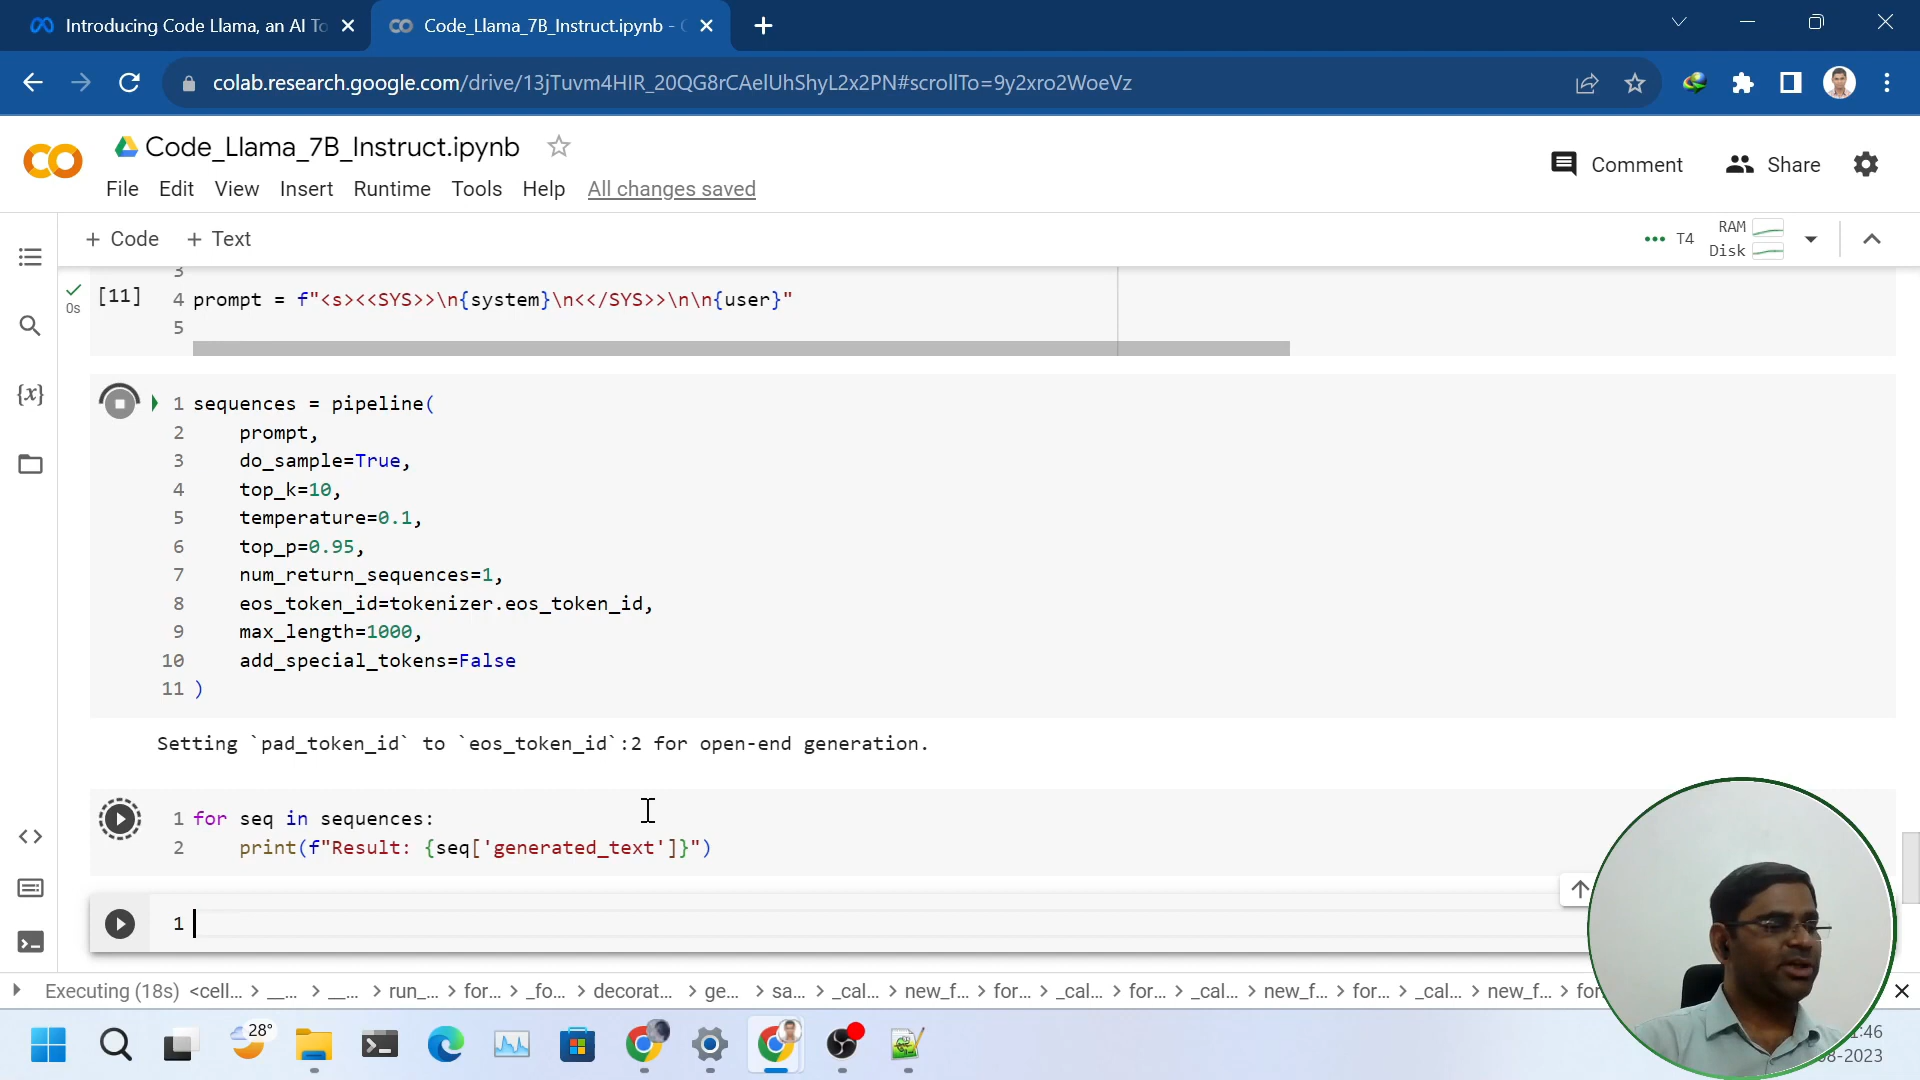 Introducing Code Llama, an AI To
Code_Llama_7B_Instruct.ipynb -
colab.research.google.com/drive/13jTuvm4HIR_20QG8rCAelUhShyL2x2PN#scrollTo=9y2xro2WoeVz
Code_Llama_7B_Instruct.ipynb
Comment
Share
File Edit View Insert Runtime Tools Help All changes saved
+ Code + Text
T4
RAM
Disk
3
[11]
4 prompt = f"<s><<SYS>>\n{system}\n<</SYS>>\n\n{user}"
0s
5
1 sequences = pipeline(
2 prompt,
3 do_sample=True,
4 top_k=10,
5 temperature=0.1,
6 top_p=0.95,
7 num_return_sequences=1,
8 eos_token_id=tokenizer.eos_token_id,
9 max_length=1000,
10 add_special_tokens=False
11 )
Setting `pad_token_id` to `eos_token_id`:2 for open-end generation.
1 for seq in sequences:
2 print(f"Result: {seq['generated_text']}")
1
Executing (18s) <cell... > __... > __... > run_... > for... > _fo... > decorat... > ge... > sa... > _cal... > new_f... > for... > _cal... > for... > _cal... > new_f... > for... > _cal... > new_f... > for
28°
:46
-2023